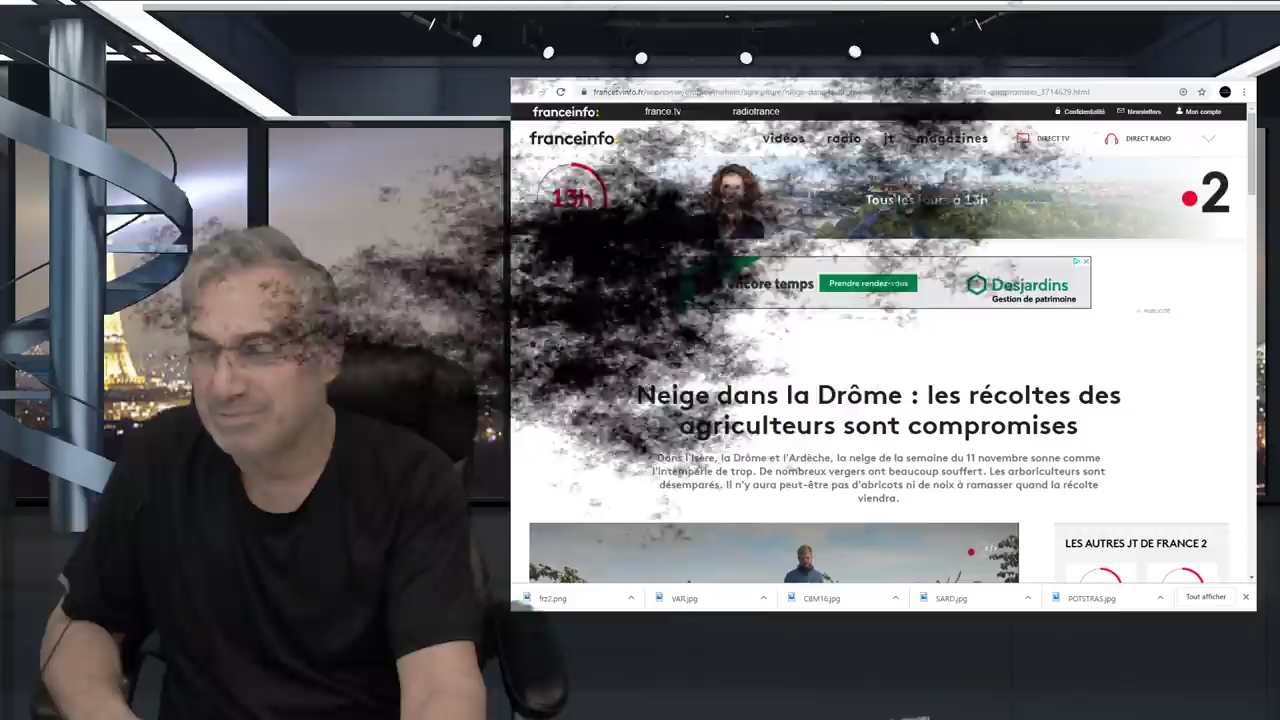 franceinfo:
france.tv
radiofrance
Confidentialité
Newsletters
Mon compte
franceinfo:
vidéos radio jt magazines
DIRECT TV
DIRECT RADIO
13h
Tous les jours à 13h
2
encore temps
Prendre rendez-vous
Desjardins
Gestion de patrimoine
PUBLICITÉ
Neige dans la Drôme : les récoltes des
agriculteurs sont compromises
Dans l'Isère, la Drôme et l'Ardèche, la neige de la semaine du 11 novembre sonne comme
l'intempérie de trop. De nombreux vergers ont beaucoup souffert. Les arboriculteurs sont
désemparés. Il n'y aura peut-être pas d'abricots ni de noix à ramasser quand la récolte
viendra.
LES AUTRES JT DE FRANCE 2
frz2.png
VAR.jpg
CBM16.jpg
SARD.jpg
POTSTRAS.jpg
Tout afficher